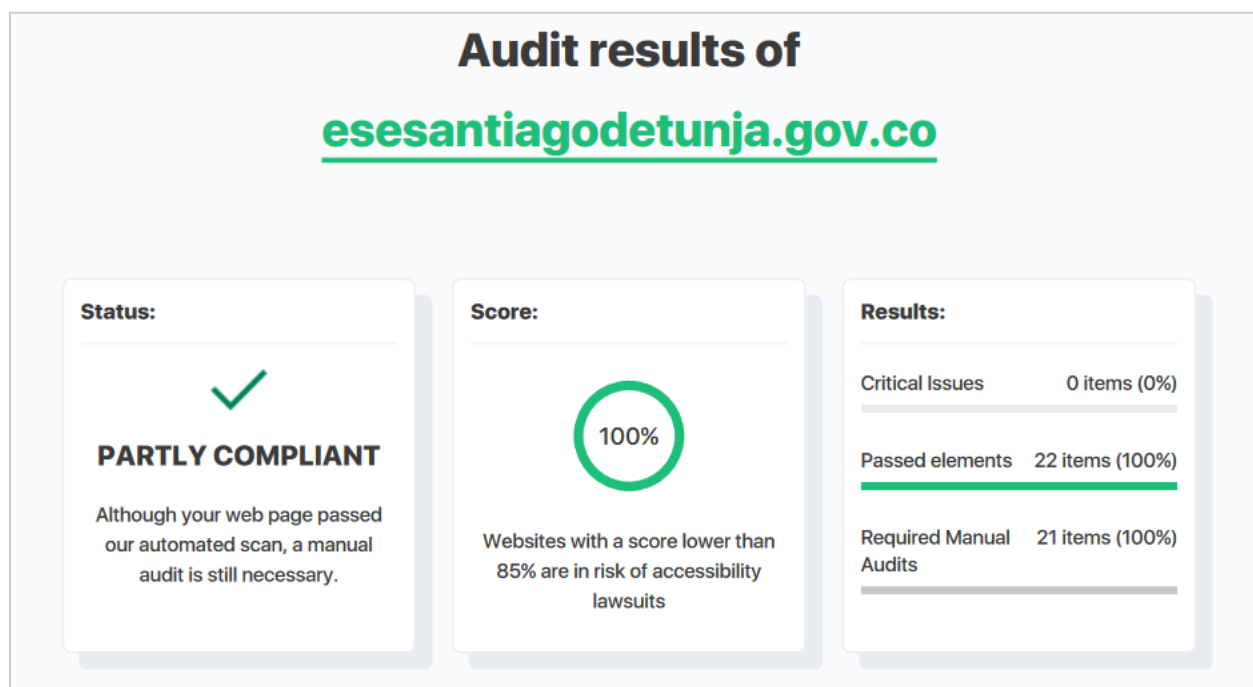 Audit results of
esesantiagodetunja.gov.co
Status:
PARTLY COMPLIANT
Although your web page passed
our automated scan, a manual
audit is still necessary.
Score:
100%
Websites with a score lower than
85% are in risk of accessibility
lawsuits
Results:
Critical Issues 0 items (0%)
Passed elements 22 items (100%)
Required Manual 21 items (100%)
Audits